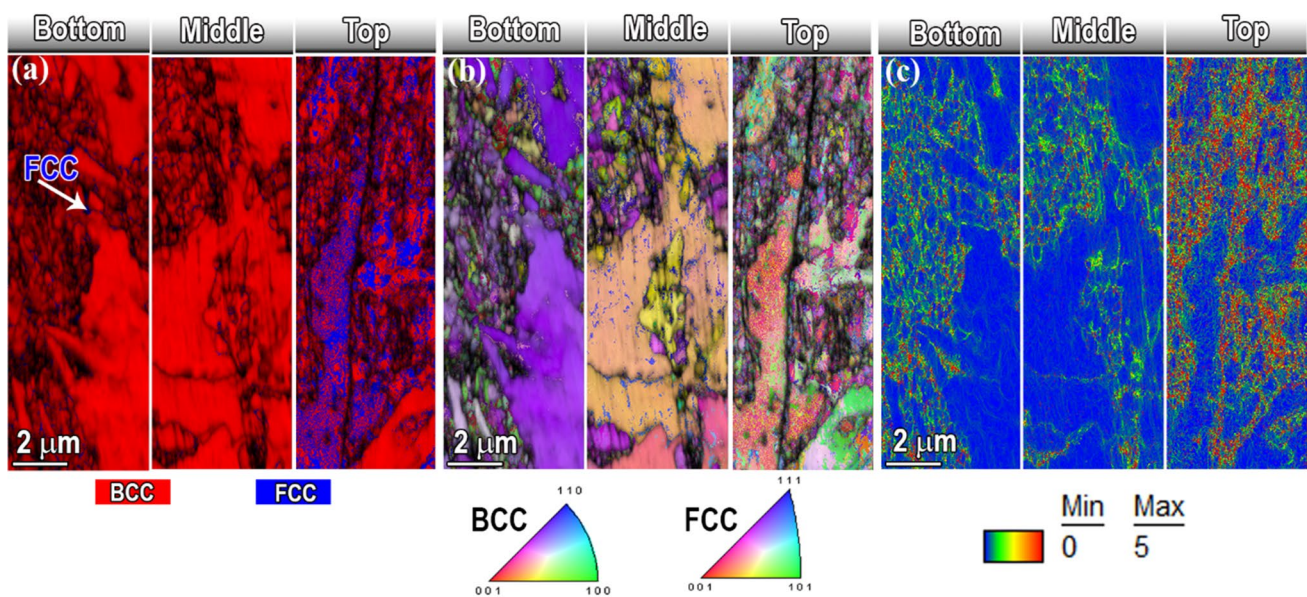 Bottom Middle Top Bottom Middle Top Bottom Middle Top
(a) (b) (c)
FCC
2 μm 2 μm 2 μm
BCC FCC
110 111
BCC FCC
001 100 001 101
Min Max
0 5